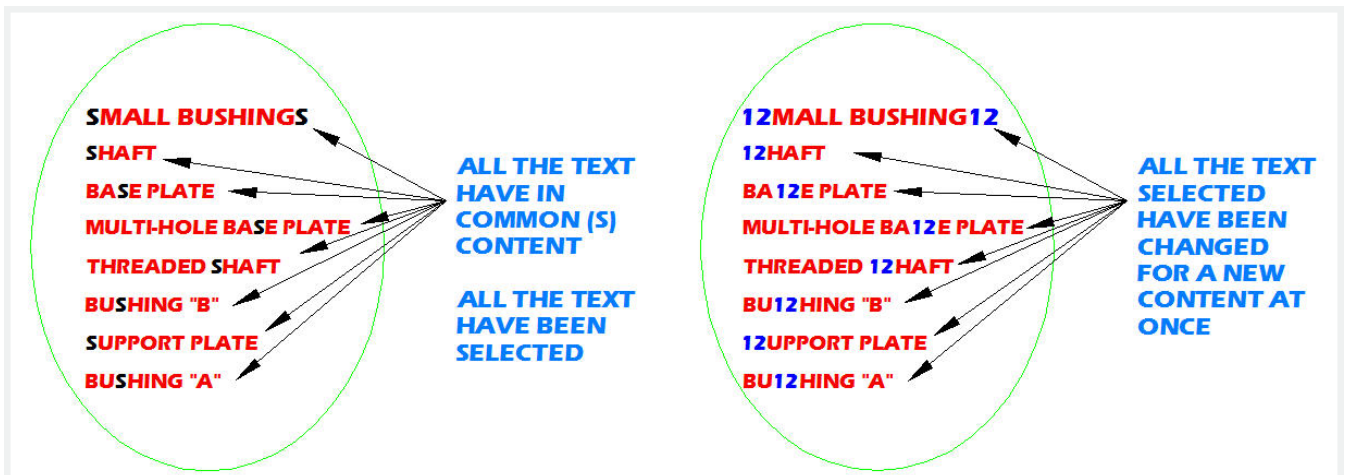 SMALL BUSHINGS
SHAFT
BASE PLATE
MULTI-HOLE BASE PLATE
THREADED SHAFT
BUSHING "B"
SUPPORT PLATE
BUSHING "A"
ALL THE TEXT
HAVE IN
COMMON (S)
CONTENT
ALL THE TEXT
HAVE BEEN
SELECTED
12MALL BUSHING12
12HAFT
BA12E PLATE
MULTI-HOLE BA12E PLATE
THREADED 12HAFT
BU12HING "B"
12UPPORT PLATE
BU12HING "A"
ALL THE TEXT
SELECTED
HAVE BEEN
CHANGED
FOR A NEW
CONTENT AT
ONCE